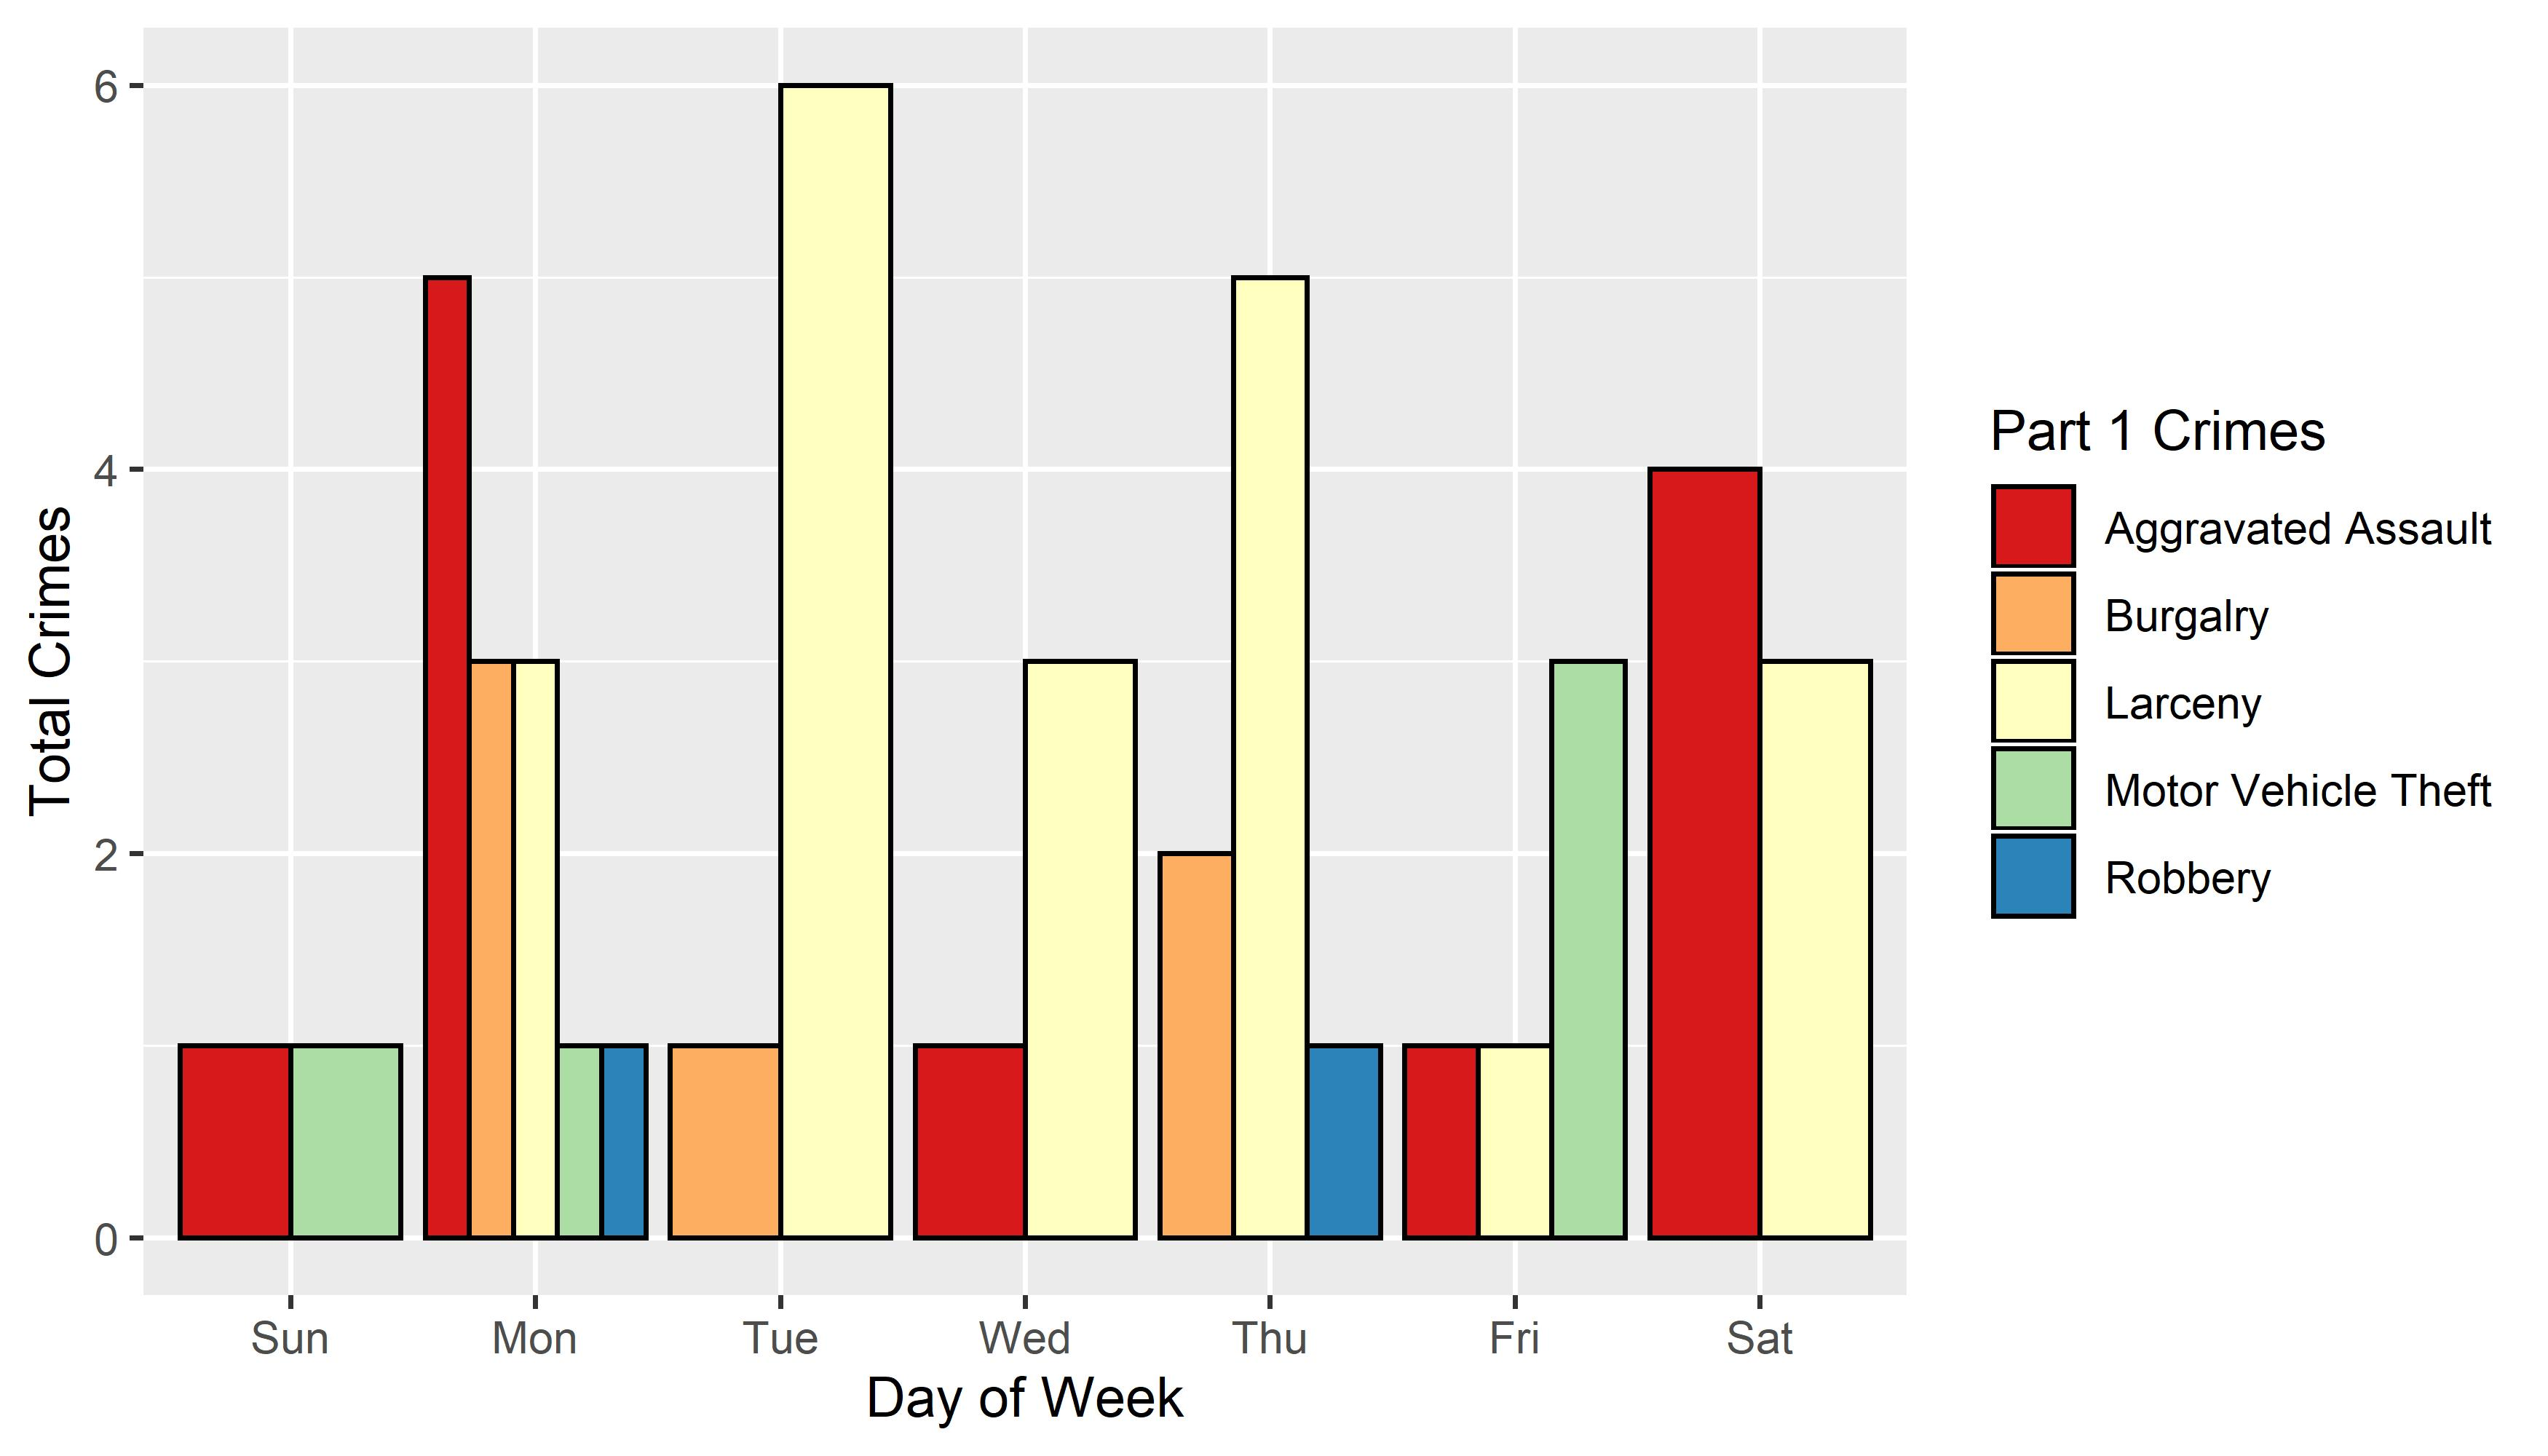 6
4
2
0
Total Crimes
Sun Mon Tue Wed Thu Fri Sat
Day of Week
Part 1 Crimes
Aggravated Assault
Burgalry
Larceny
Motor Vehicle Theft
Robbery